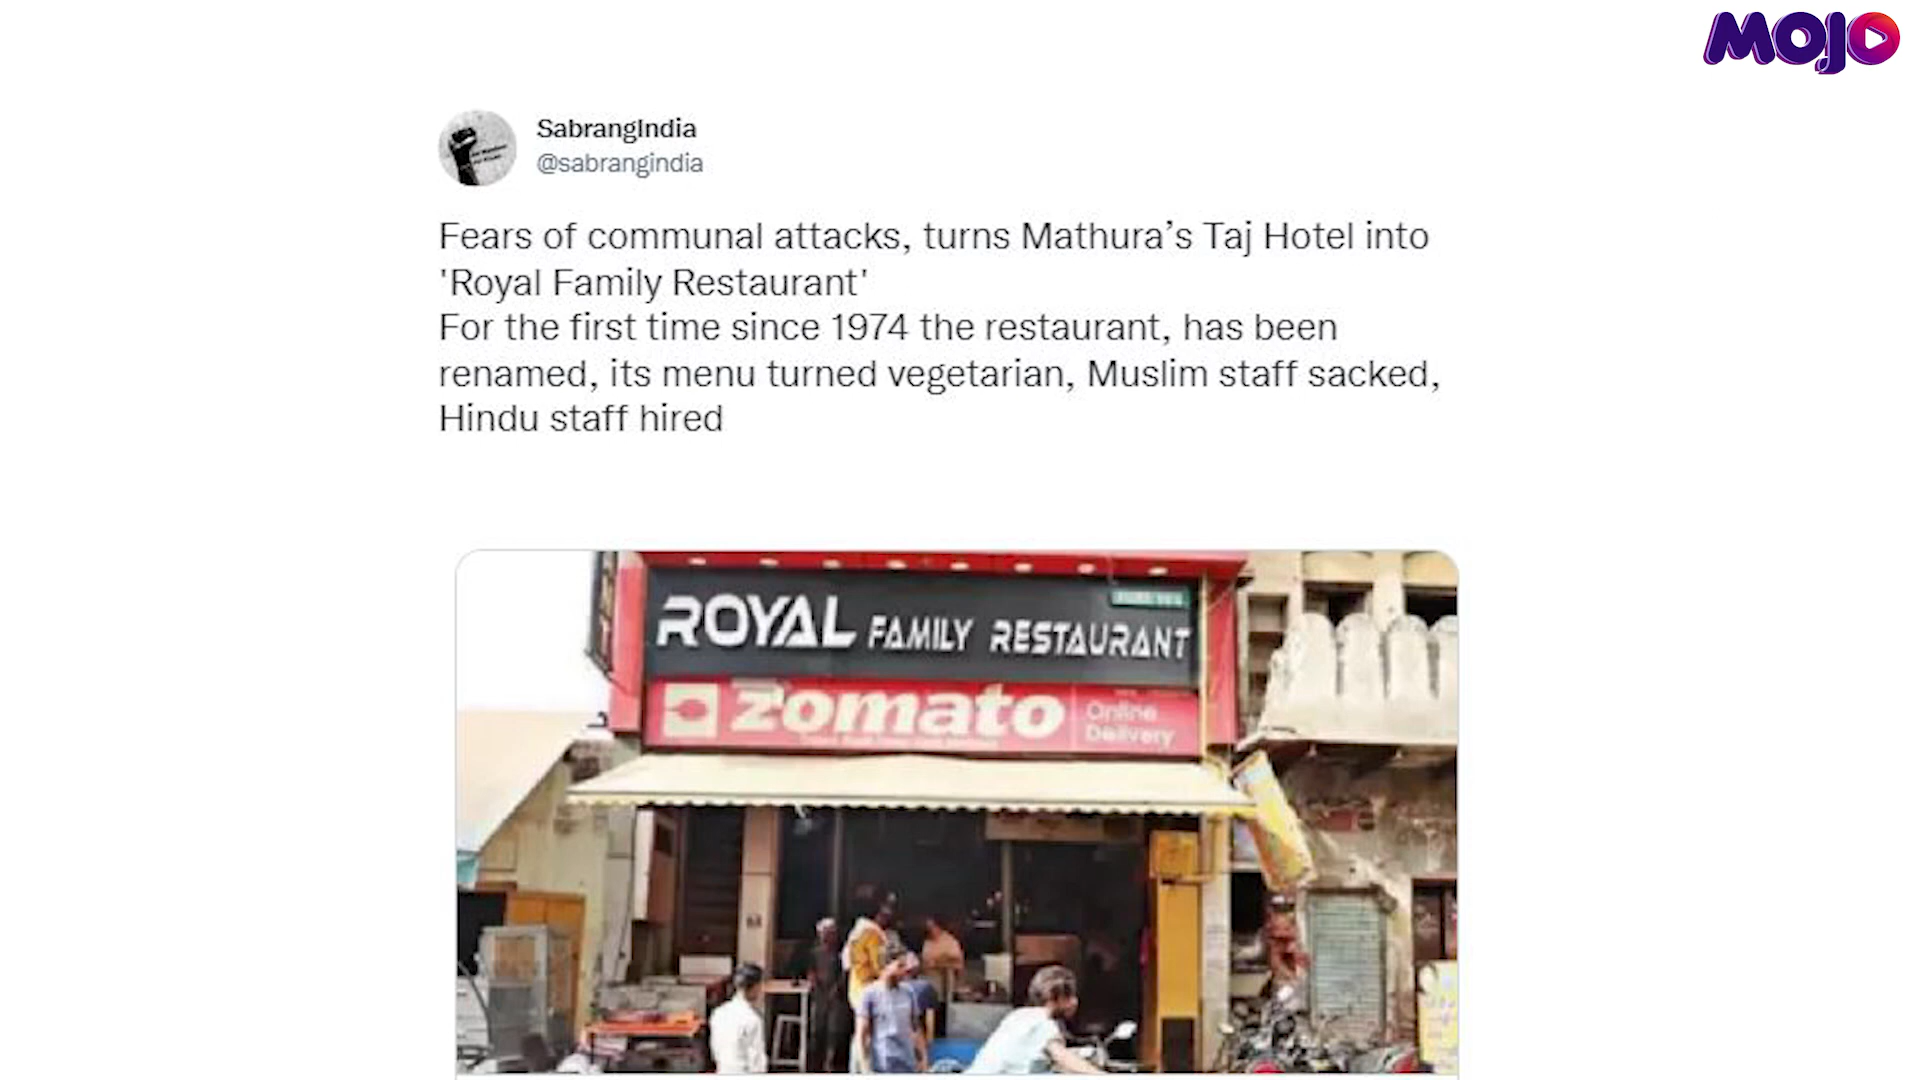 MOJO
SabrangIndia
@sabrangindia
Fears of communal attacks, turns Mathura’s Taj Hotel into
'Royal Family Restaurant'
For the first time since 1974 the restaurant, has been
renamed, its menu turned vegetarian, Muslim staff sacked,
Hindu staff hired
ROYAL FAMILY RESTAURANT
zomato
Online
Delivery